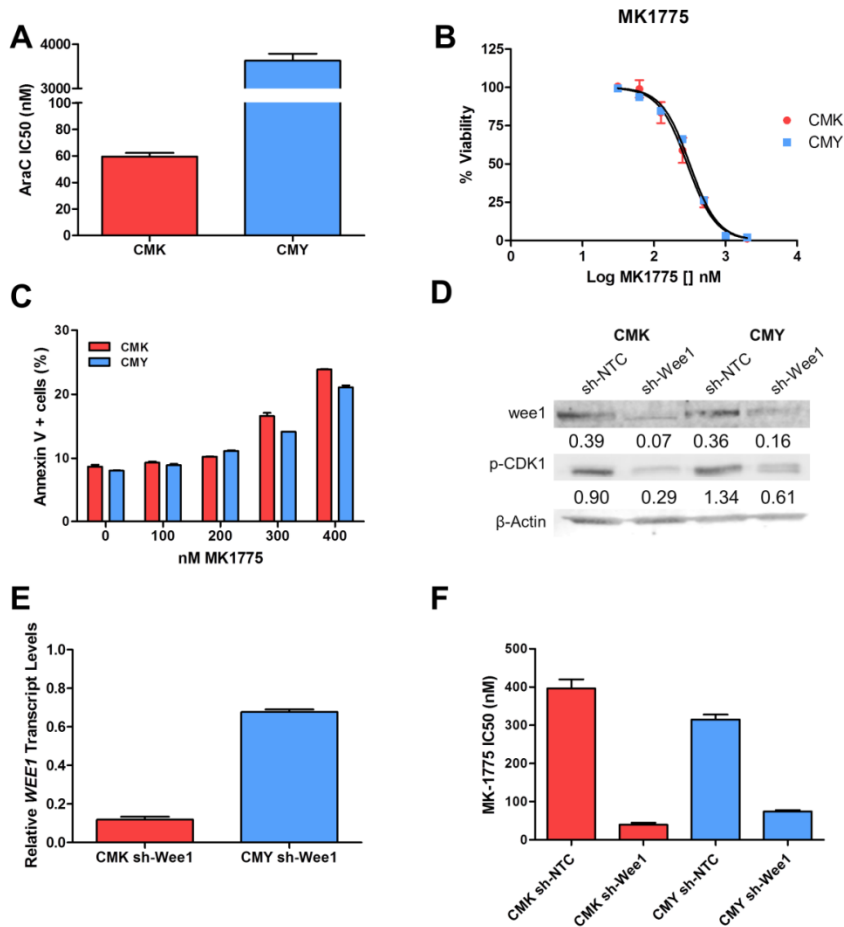 A
AraC IC50 (nM)
4000
3000
100
80
60
40
20
0
CMK
CMY
B
MK1775
% Viability
125
100
75
50
25
0
0
1
2
3
4
Log MK1775 [] nM
CMK
CMY
C
Annexin V + cells (%)
30
20
10
0
CMK
CMY
0
100
200
300
400
nM MK1775
D
CMK
CMY
sh-NTC
sh-Wee1
sh-NTC
sh-Wee1
wee1
0.39 0.07 0.36 0.16
p-CDK1
0.90 0.29 1.34 0.61
β-Actin
E
Relative WEE1 Transcript Levels
1.0
0.8
0.6
0.4
0.2
0.0
CMK sh-Wee1
CMY sh-Wee1
F
MK-1775 IC50 (nM)
500
400
300
200
100
0
CMK sh-NTC
CMK sh-Wee1
CMY sh-NTC
CMY sh-Wee1